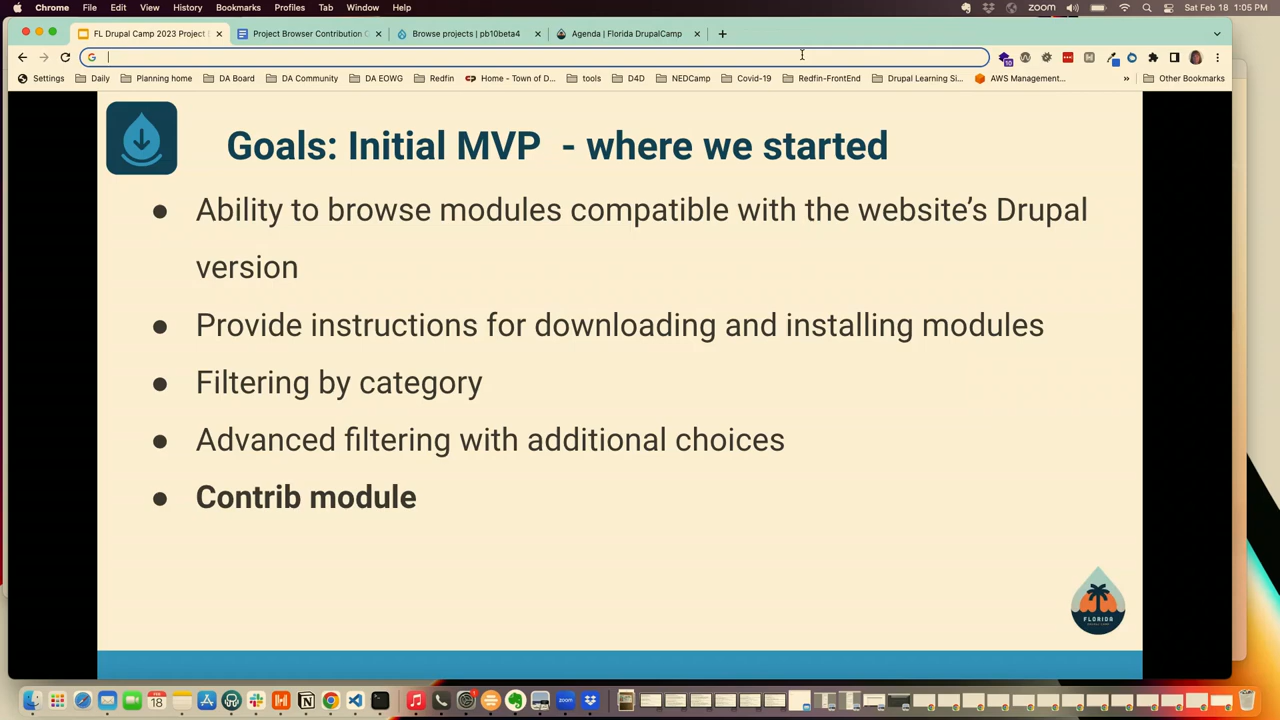 Chrome File Edit View History Bookmarks Profiles Tab Window Help
zoom Sat Feb 18 1:05 PM
FL Drupal Camp 2023 Project
Project Browser Contribution C
Browse projects | pb10beta4
Agenda | Florida DrupalCamp
Settings Daily Planning home DA Board DA Community DA EOWG Redfin Home - Town of D... tools D4D NEDCamp Covid-19 Redfin-FrontEnd Drupal Learning Si... AWS Management... » Other Bookmarks
Goals: Initial MVP - where we started
● Ability to browse modules compatible with the website’s Drupal
version
● Provide instructions for downloading and installing modules
● Filtering by category
● Advanced filtering with additional choices
● Contrib module
FLORIDA
FEB
18
zoom